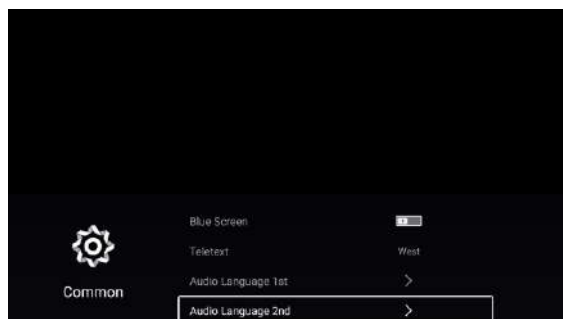 Blue Screen
Teletext West
Audio Language 1st >
Common
Audio Language 2nd >